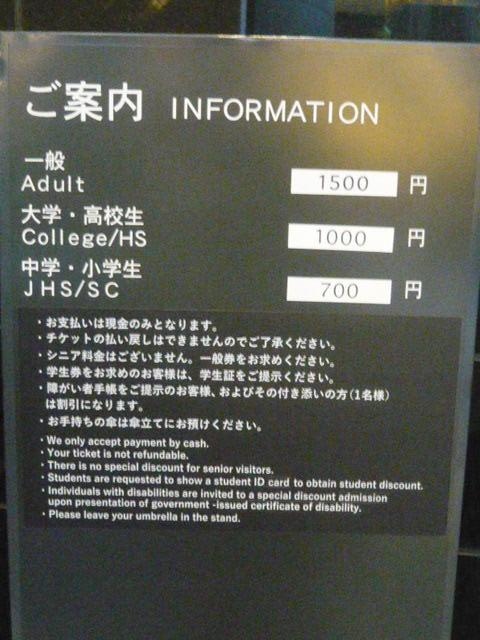 ご案内 INFORMATION
一般
Adult 1500 円
大学・高校生
College/HS 1000 円
中学・小学生
JHS/SC 700 円
・お支払いは現金のみとなります。
・チケットの払い戻しはできませんのでご了承ください。
・シニア料金はございません。一般券をお求めください。
・学生券をお求めのお客様は、学生証をご提示ください。
・障がい者手帳をご提示のお客様、およびその付き添いの方(1名様)
は割引になります。
・お手持ちの傘は傘立てにお預けください。
・We only accept payment by cash.
・Your ticket is not refundable.
・There is no special discount for senior visitors.
・Students are requested to show a student ID card to obtain student discount.
・Individuals with disabilities are invited to a special discount admission
upon presentation of government -issued certificate of disability.
・Please leave your umbrella in the stand.